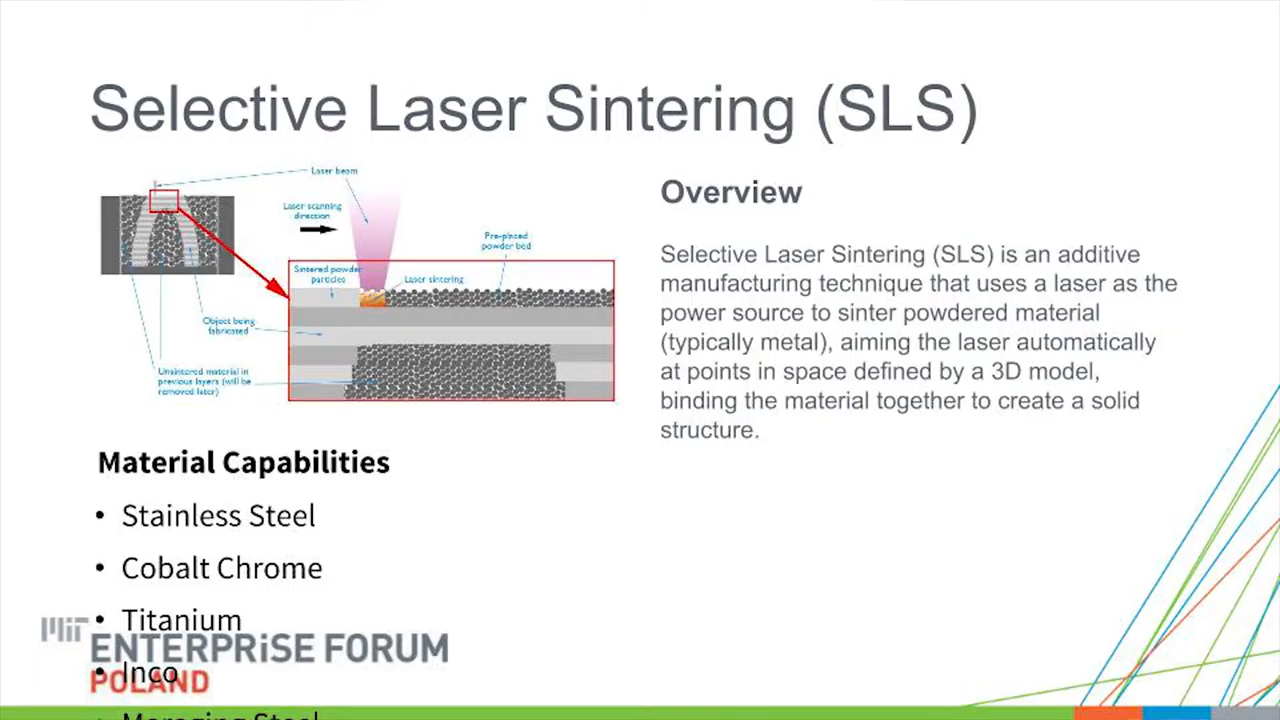 Selective Laser Sintering (SLS)
Laser beam
Laser scanning
direction
Pre-placed
powder bed
Sintered powder
particles
Laser sintering
Object being
fabricated
Unsintered material in
previous layers (will be
removed later)
Overview
Selective Laser Sintering (SLS) is an additive
manufacturing technique that uses a laser as the
power source to sinter powdered material
(typically metal), aiming the laser automatically
at points in space defined by a 3D model,
binding the material together to create a solid
structure.
Material Capabilities
• Stainless Steel
• Cobalt Chrome
• Titanium
• Inco
Maraging Steel
MIT
ENTERPRiSE FORUM
POLAND